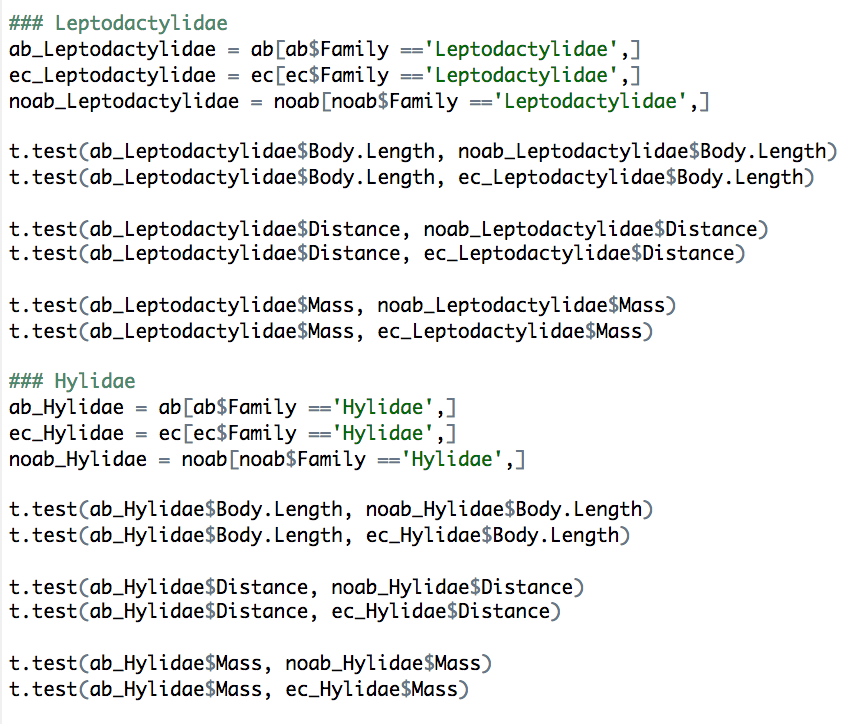 ### Leptodactylidae
ab_Leptodactylidae = ab[ab$Family =='Leptodactylidae',]
ec_Leptodactylidae = ec[ec$Family =='Leptodactylidae',]
noab_Leptodactylidae = noab[noab$Family =='Leptodactylidae',]

t.test(ab_Leptodactylidae$Body.Length, noab_Leptodactylidae$Body.Length)
t.test(ab_Leptodactylidae$Body.Length, ec_Leptodactylidae$Body.Length)

t.test(ab_Leptodactylidae$Distance, noab_Leptodactylidae$Distance)
t.test(ab_Leptodactylidae$Distance, ec_Leptodactylidae$Distance)

t.test(ab_Leptodactylidae$Mass, noab_Leptodactylidae$Mass)
t.test(ab_Leptodactylidae$Mass, ec_Leptodactylidae$Mass)

### Hylidae
ab_Hylidae = ab[ab$Family =='Hylidae',]
ec_Hylidae = ec[ec$Family =='Hylidae',]
noab_Hylidae = noab[noab$Family =='Hylidae',]

t.test(ab_Hylidae$Body.Length, noab_Hylidae$Body.Length)
t.test(ab_Hylidae$Body.Length, ec_Hylidae$Body.Length)

t.test(ab_Hylidae$Distance, noab_Hylidae$Distance)
t.test(ab_Hylidae$Distance, ec_Hylidae$Distance)

t.test(ab_Hylidae$Mass, noab_Hylidae$Mass)
t.test(ab_Hylidae$Mass, ec_Hylidae$Mass)